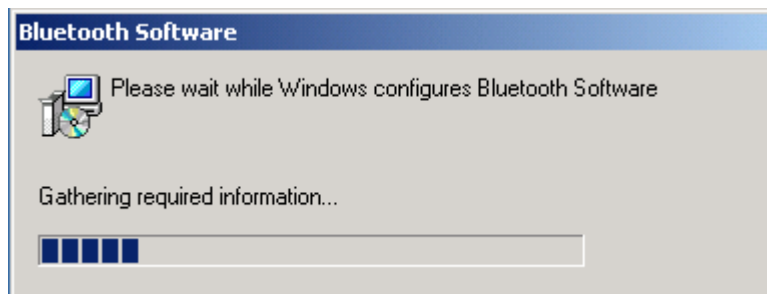 Bluetooth Software
Please wait while Windows configures Bluetooth Software
Gathering required information...